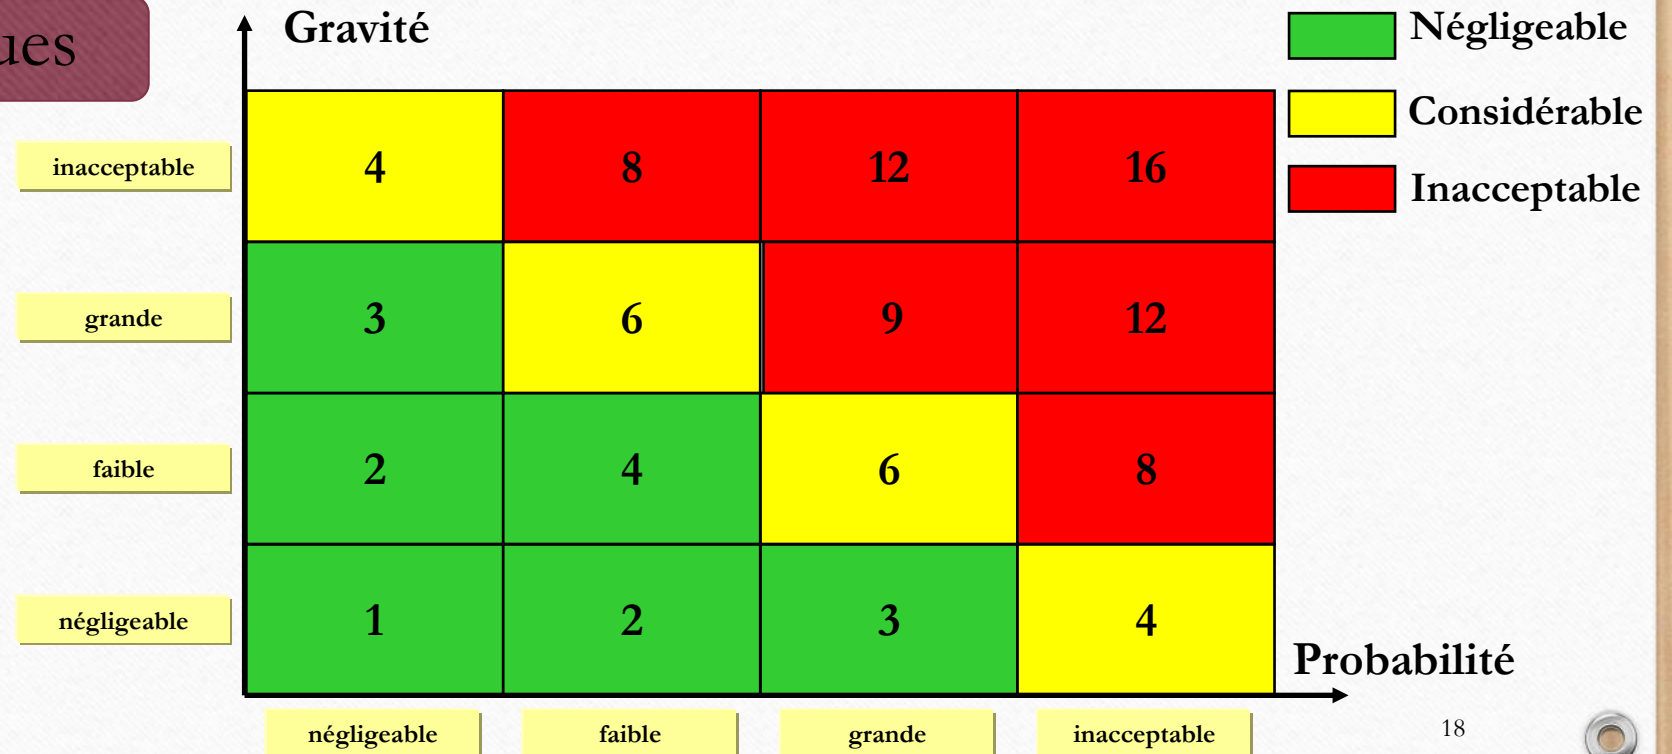 Gravité
Négligeable
Considérable
Inacceptable
inacceptable 4 8 12 16
grande 3 6 9 12
faible 2 4 6 8
négligeable 1 2 3 4
Probabilité
négligeable faible grande inacceptable
18